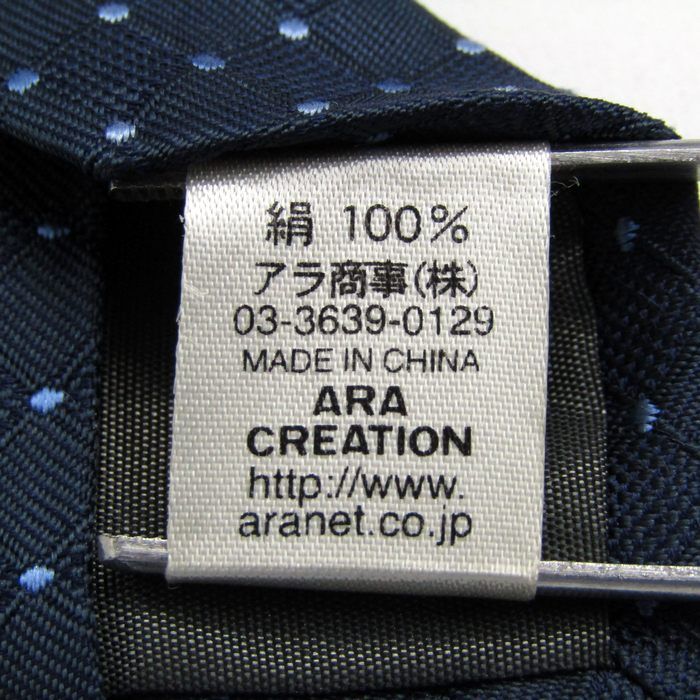 絹 100%
アラ商事(株)
03-3639-0129
MADE IN CHINA
ARA
CREATION
http://www.
aranet.co.jp